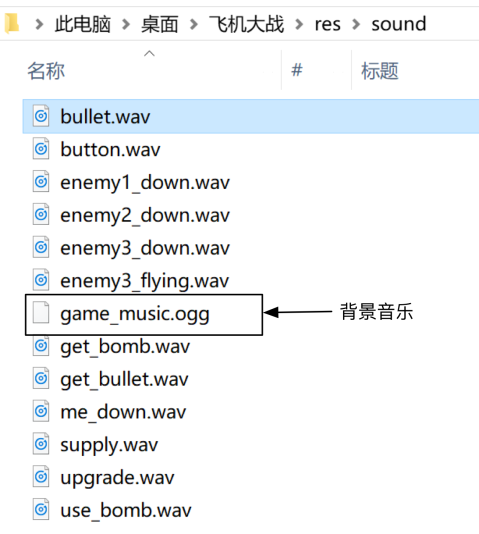 此电脑 > 桌面 > 飞机大战 > res > sound
名称 # 标题
bullet.wav
button.wav
enemy1_down.wav
enemy2_down.wav
enemy3_down.wav
enemy3_flying.wav
game_music.ogg 背景音乐
get_bomb.wav
get_bullet.wav
me_down.wav
supply.wav
upgrade.wav
use_bomb.wav